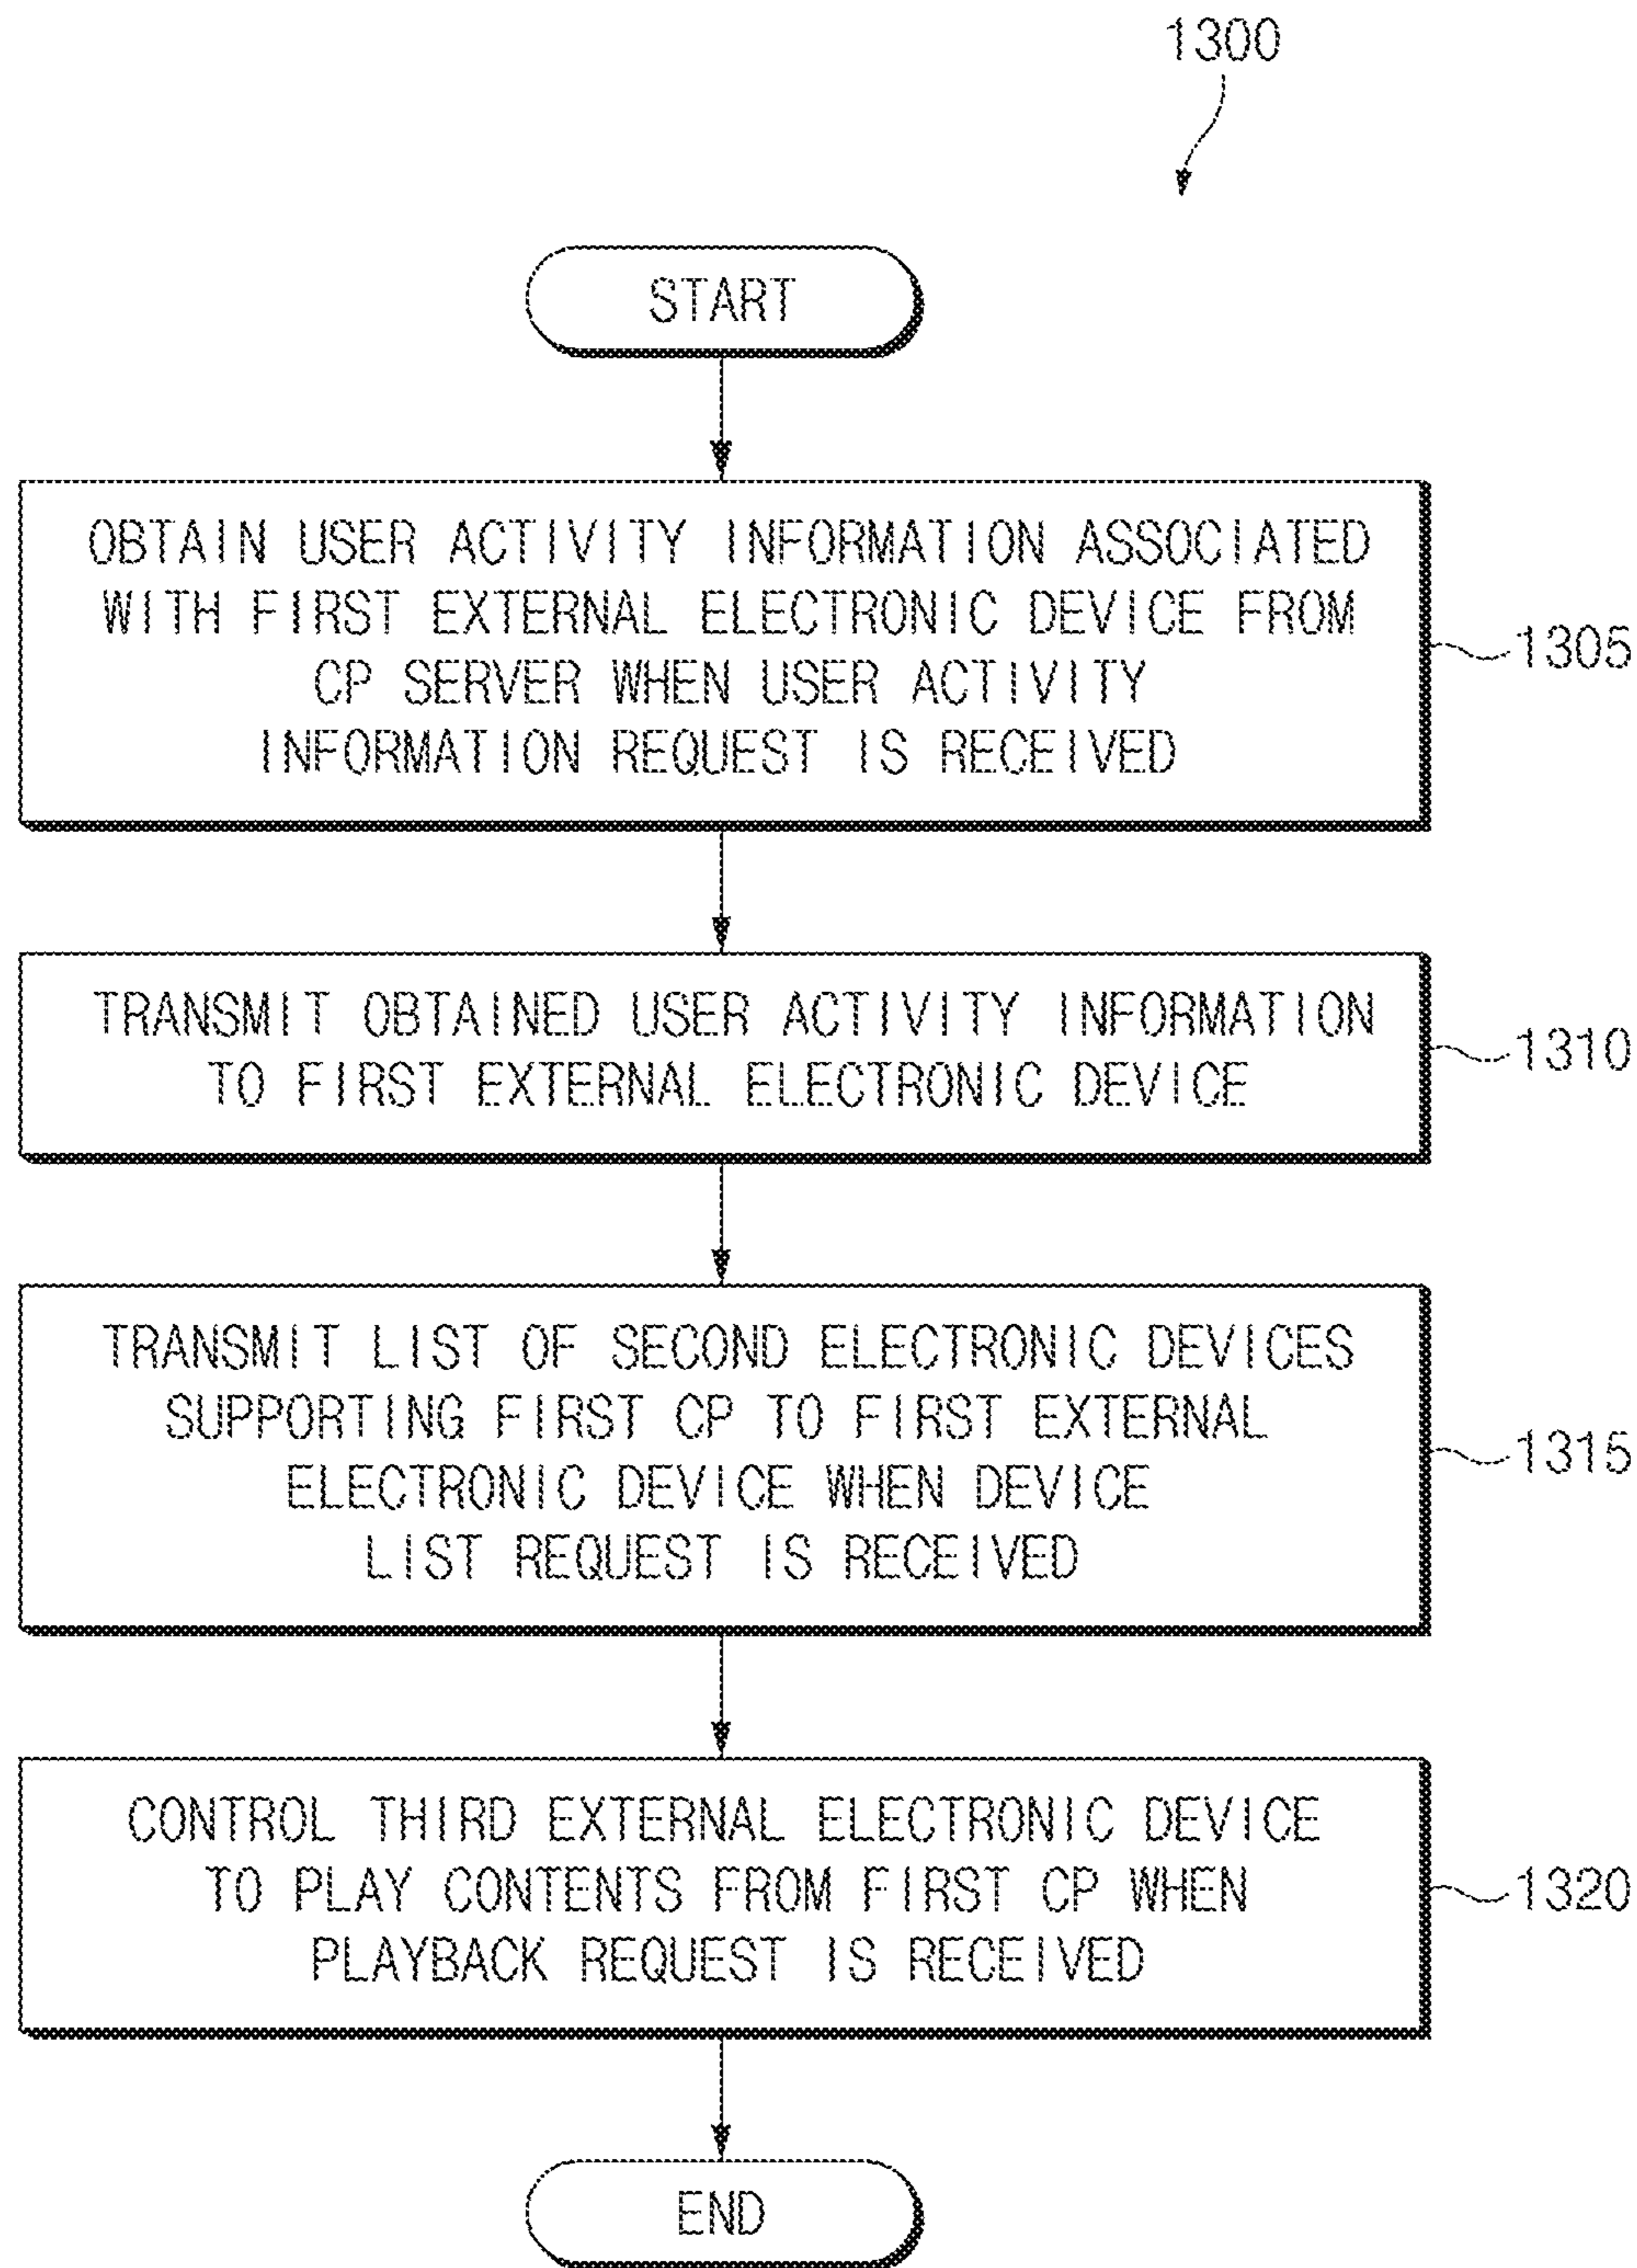 1300
START
OBTAIN USER ACTIVITY INFORMATION ASSOCIATED
WITH FIRST EXTERNAL ELECTRONIC DEVICE FROM
CP SERVER WHEN USER ACTIVITY
INFORMATION REQUEST IS RECEIVED
1305
TRANSMIT OBTAINED USER ACTIVITY INFORMATION
TO FIRST EXTERNAL ELECTRONIC DEVICE
1310
TRANSMIT LIST OF SECOND ELECTRONIC DEVICES
SUPPORTING FIRST CP TO FIRST EXTERNAL
ELECTRONIC DEVICE WHEN DEVICE
LIST REQUEST IS RECEIVED
1315
CONTROL THIRD EXTERNAL ELECTRONIC DEVICE
TO PLAY CONTENTS FROM FIRST CP WHEN
PLAYBACK REQUEST IS RECEIVED
1320
END